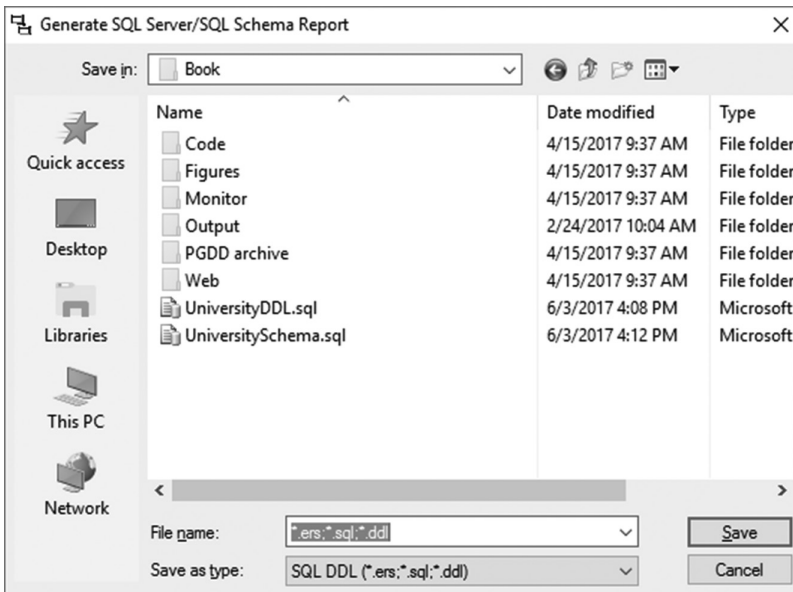 Generate SQL Server/SQL Schema Report
Save in: Book
Name Date modified Type
Code 4/15/2017 9:37 AM File folder
Figures 4/15/2017 9:37 AM File folder
Monitor 4/15/2017 9:37 AM File folder
Output 2/24/2017 10:04 AM File folder
PGDD archive 4/15/2017 9:37 AM File folder
Web 4/15/2017 9:37 AM File folder
UniversityDDL.sql 6/3/2017 4:08 PM Microsoft
UniversitySchema.sql 6/3/2017 4:12 PM Microsoft
Quick access
Desktop
Libraries
This PC
Network
File name: *.ers;*.sql;*.ddl Save
Save as type: SQL DDL (*.ers;*.sql;*.ddl) Cancel